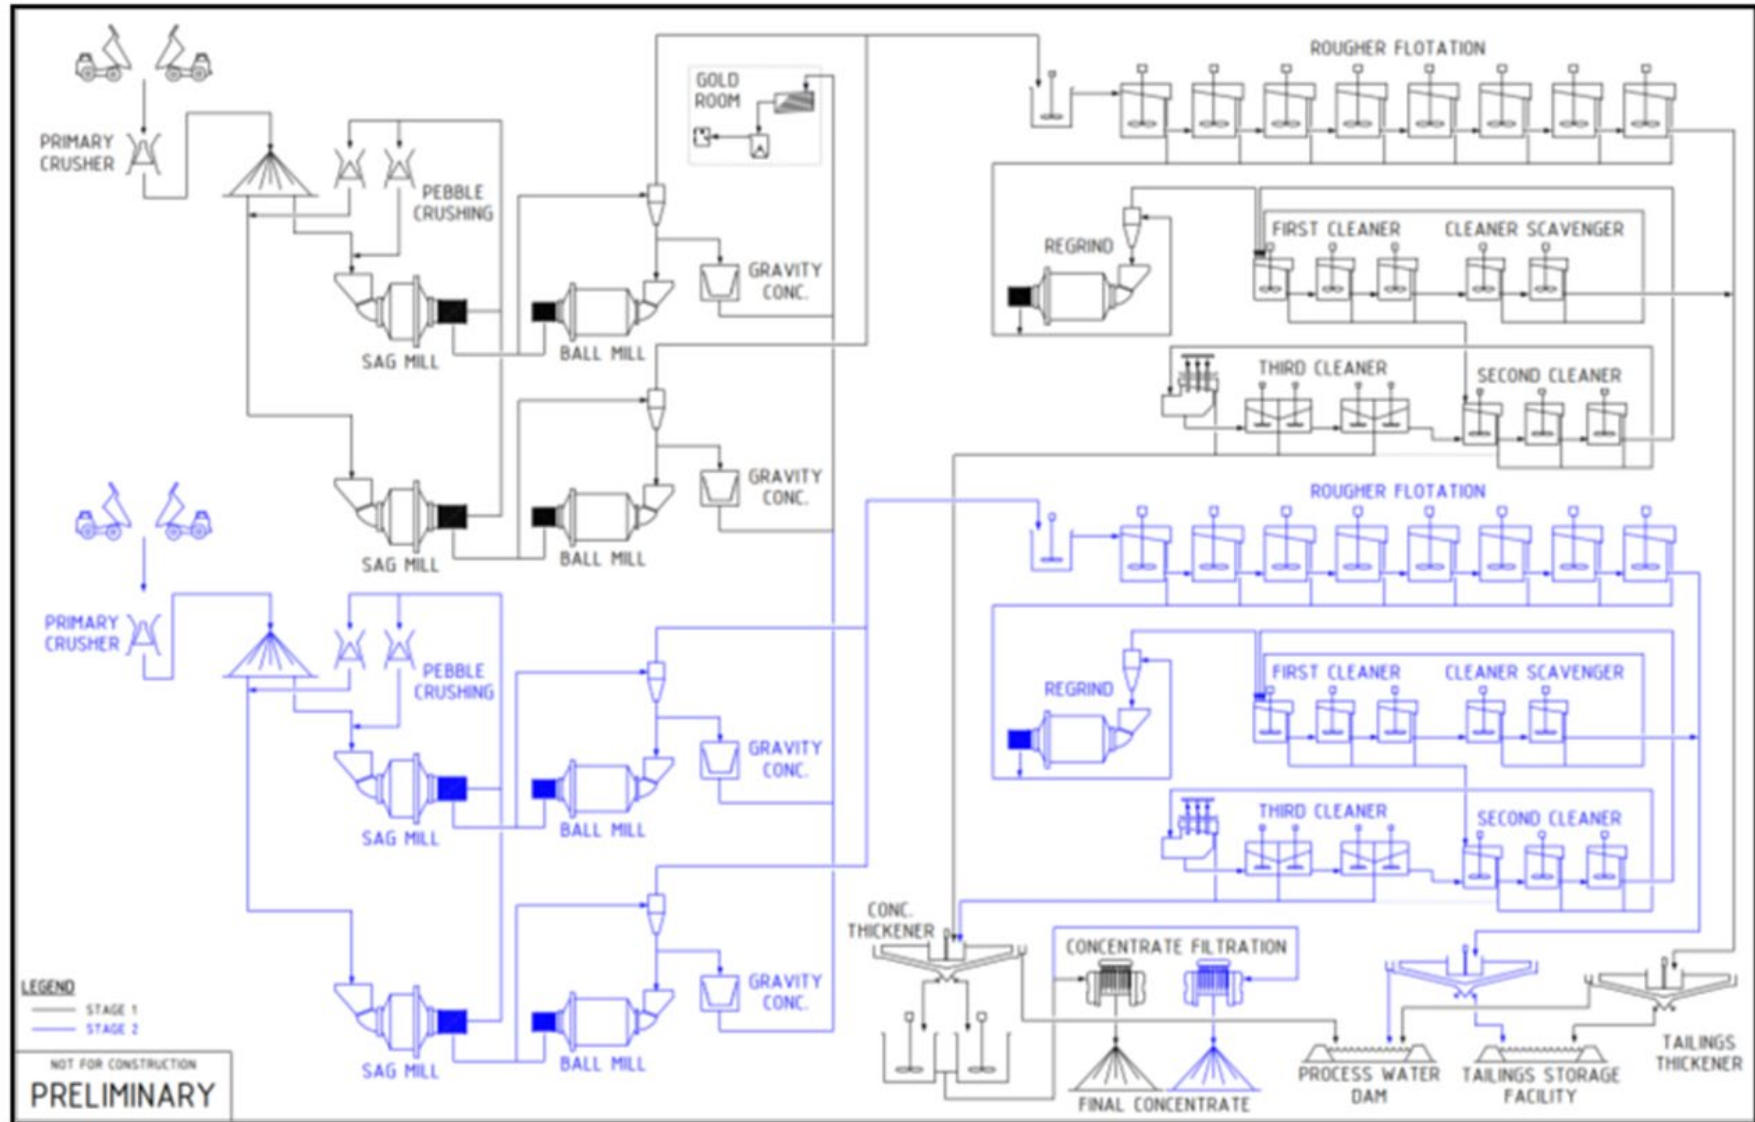 ROUGHER FLOTATION
GOLD
ROOM
PRIMARY
CRUSHER
PEBBLE
CRUSHING
GRAVITY
CONC.
SAG MILL
BALL MILL
REGRIND
FIRST CLEANER
CLEANER SCAVENGER
THIRD CLEANER
SECOND CLEANER
GRAVITY
CONC.
SAG MILL
BALL MILL
ROUGHER FLOTATION
PRIMARY
CRUSHER
PEBBLE
CRUSHING
GRAVITY
CONC.
SAG MILL
BALL MILL
REGRIND
FIRST CLEANER
CLEANER SCAVENGER
THIRD CLEANER
SECOND CLEANER
CONC.
THICKENER
CONCENTRATE FILTRATION
GRAVITY
CONC.
SAG MILL
BALL MILL
FINAL CONCENTRATE
PROCESS WATER
DAM
TAILINGS STORAGE
FACILITY
TAILINGS
THICKENER
LEGEND
STAGE 1
STAGE 2
NOT FOR CONSTRUCTION
PRELIMINARY